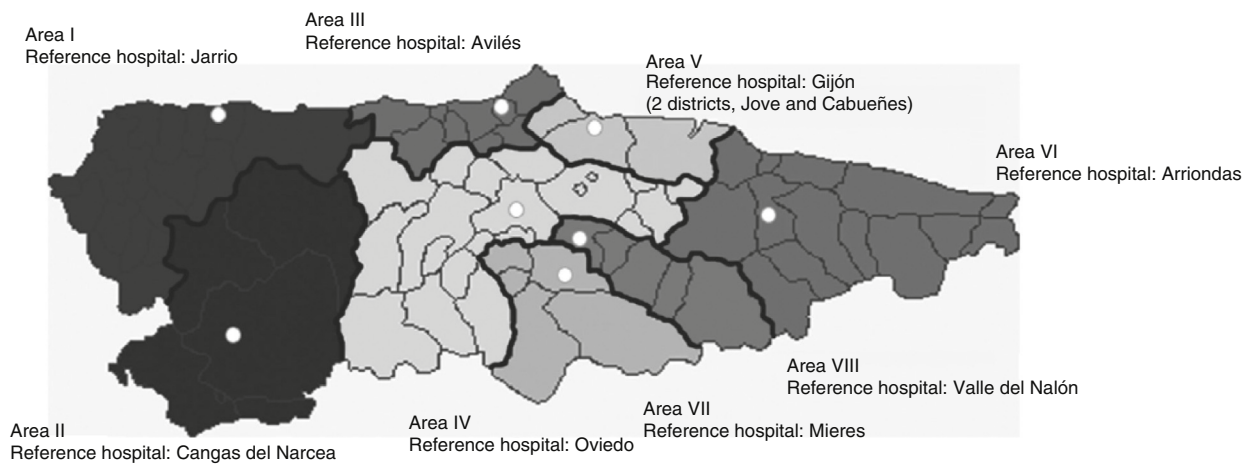 Area I
Reference hospital: Jarrio
Area III
Reference hospital: Avilés
Area V
Reference hospital: Gijón
(2 districts, Jove and Cabueñes)
Area VI
Reference hospital: Arriondas
Area VIII
Reference hospital: Valle del Nalón
Area VII
Reference hospital: Mieres
Area IV
Reference hospital: Oviedo
Area II
Reference hospital: Cangas del Narcea